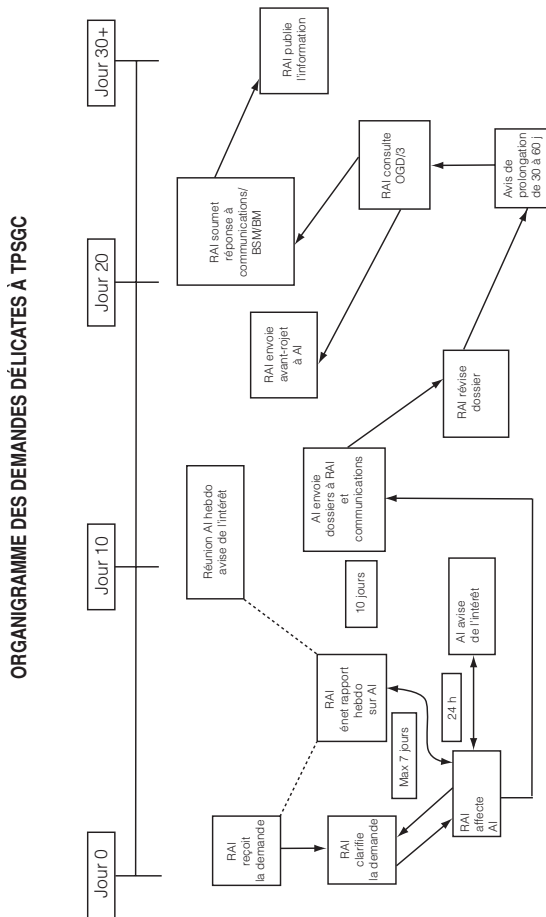 ORGANIGRAMME DES DEMANDES DÉLICATES À TPSGC
Jour 0
Jour 10
Jour 20
Jour 30+
RAI
reçoit
la demande
RAI
clarifie
la demande
RAI
affecte
AI
RAI
énet rapport
hebdo
sur AI
Max 7 jours
24 h
AI avise
de l'intérêt
Réunion AI hebdo
avise de l'intérêt
10 jours
AI envoie
dossiers à RAI
et
communications
RAI révise
dossier
RAI envoie
avant-rojet
à AI
RAI soumet
réponse à
communications/
BSM/BM
RAI consulte
OGD/3
Avis de
prolongation
de 30 à 60 j
RAI publie
l'information